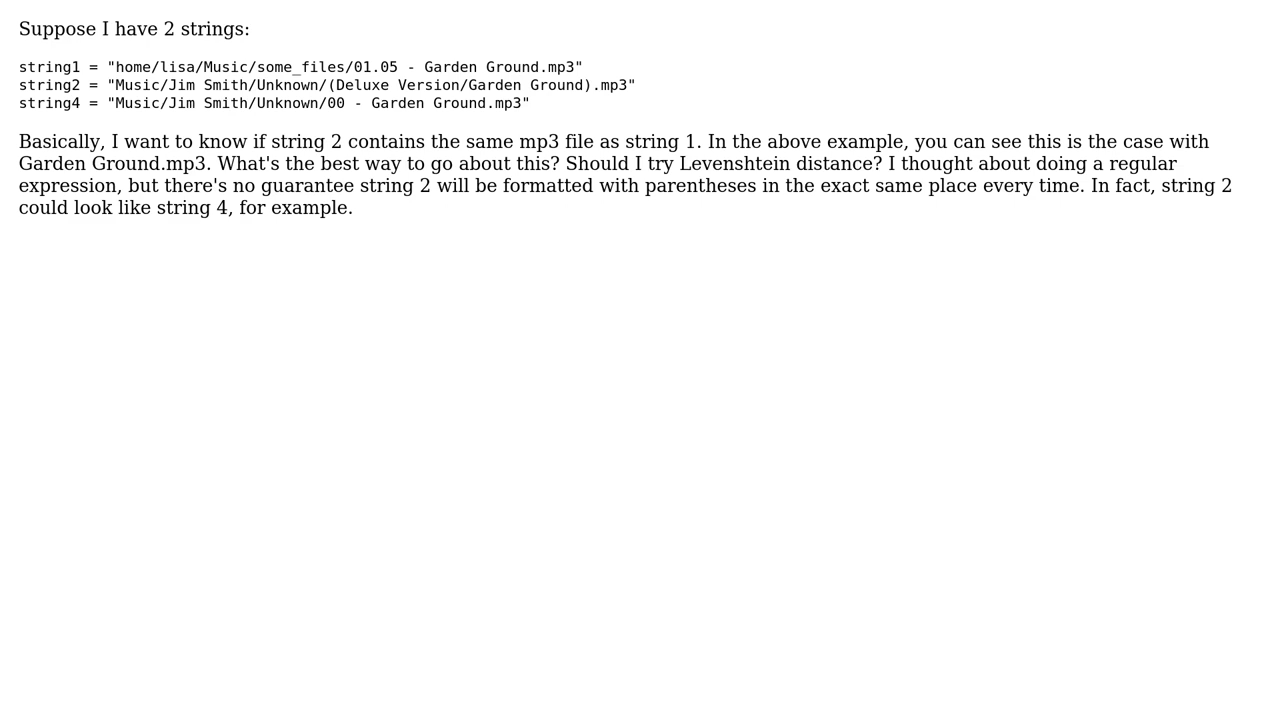 Suppose I have 2 strings:
string1 = "home/lisa/Music/some_files/01.05 - Garden Ground.mp3"
string2 = "Music/Jim Smith/Unknown/(Deluxe Version/Garden Ground).mp3"
string4 = "Music/Jim Smith/Unknown/00 - Garden Ground.mp3"
Basically, I want to know if string 2 contains the same mp3 file as string 1. In the above example, you can see this is the case with
Garden Ground.mp3. What's the best way to go about this? Should I try Levenshtein distance? I thought about doing a regular
expression, but there's no guarantee string 2 will be formatted with parentheses in the exact same place every time. In fact, string 2
could look like string 4, for example.